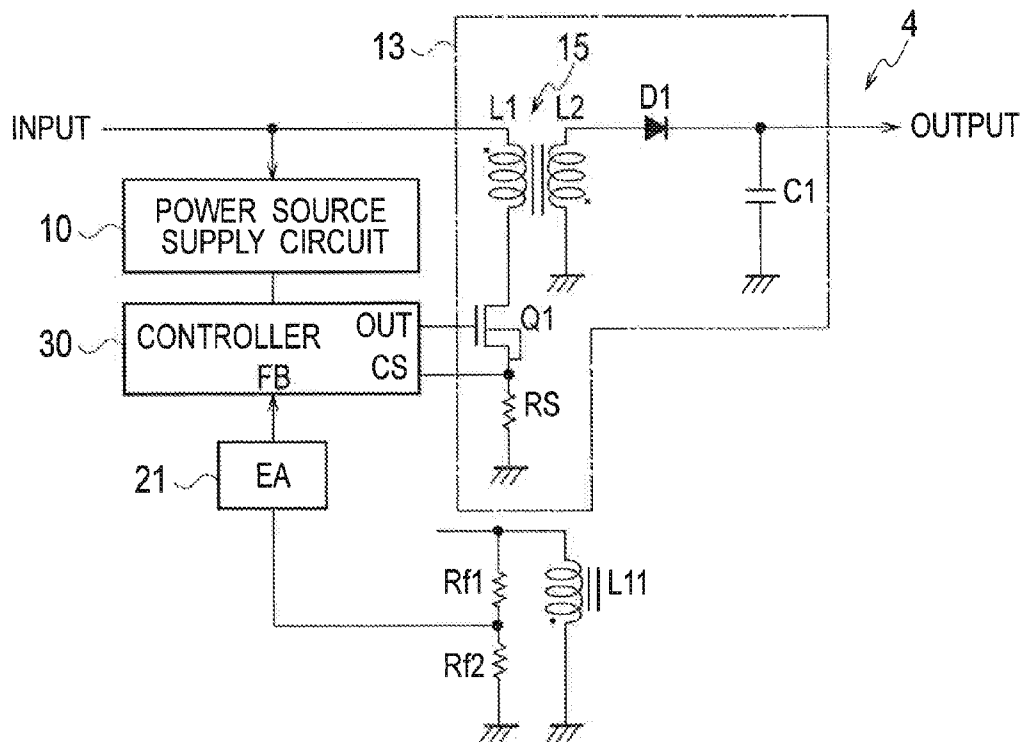 13
15
4
L1
L2
D1
INPUT
OUTPUT
C1
10
POWER SOURCE
SUPPLY CIRCUIT
30
CONTROLLER
OUT
Q1
CS
FB
RS
21
EA
Rf1
L11
Rf2